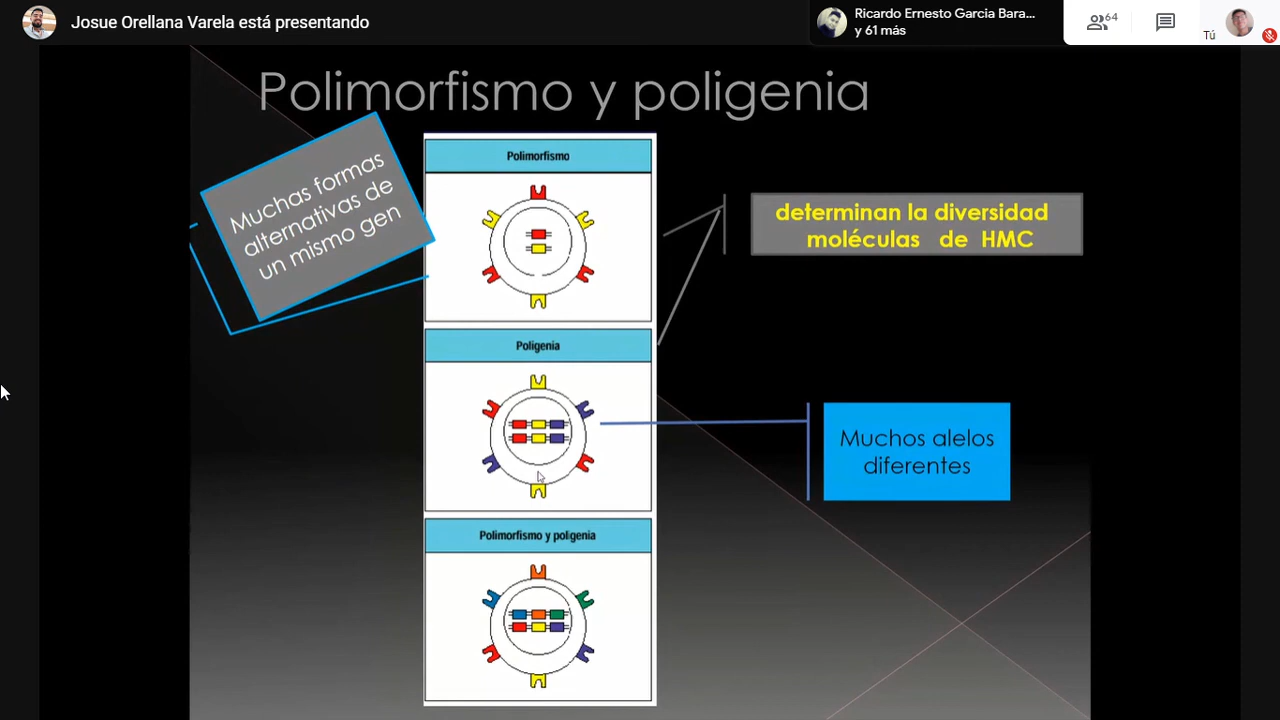 Josue Orellana Varela está presentando
Ricardo Ernesto Garcia Bara...
y 61 más
64
Tú
Polimorfismo y poligenia
Muchas formas
alternativas de
un mismo gen
Polimorfismo
determinan la diversidad
moléculas de HMC
Poligenia
Muchos alelos
diferentes
Polimorfismo y poligenia